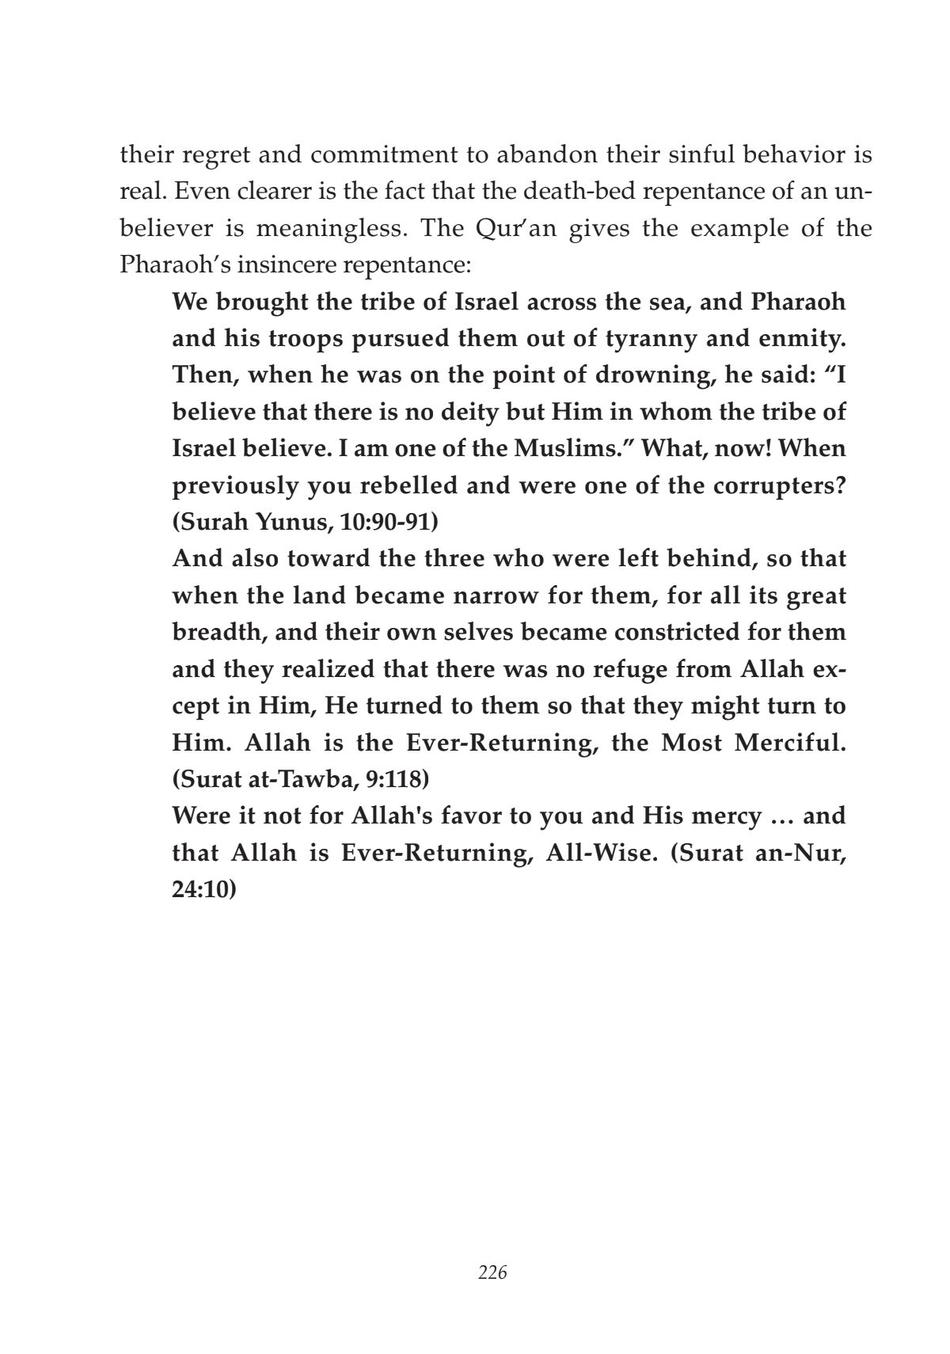 their regret and commitment to abandon their sinful behavior is
real. Even clearer is the fact that the death-bed repentance of an un-
believer is meaningless. The Qur’an gives the example of the
Pharaoh’s insincere repentance:
We brought the tribe of Israel across the sea, and Pharaoh
and his troops pursued them out of tyranny and enmity.
Then, when he was on the point of drowning, he said: “I
believe that there is no deity but Him in whom the tribe of
Israel believe. I am one of the Muslims.” What, now! When
previously you rebelled and were one of the corrupters?
(Surah Yunus, 10:90-91)
And also toward the three who were left behind, so that
when the land became narrow for them, for all its great
breadth, and their own selves became constricted for them
and they realized that there was no refuge from Allah ex-
cept in Him, He turned to them so that they might turn to
Him. Allah is the Ever-Returning, the Most Merciful.
(Surat at-Tawba, 9:118)
Were it not for Allah's favor to you and His mercy … and
that Allah is Ever-Returning, All-Wise. (Surat an-Nur,
24:10)
226